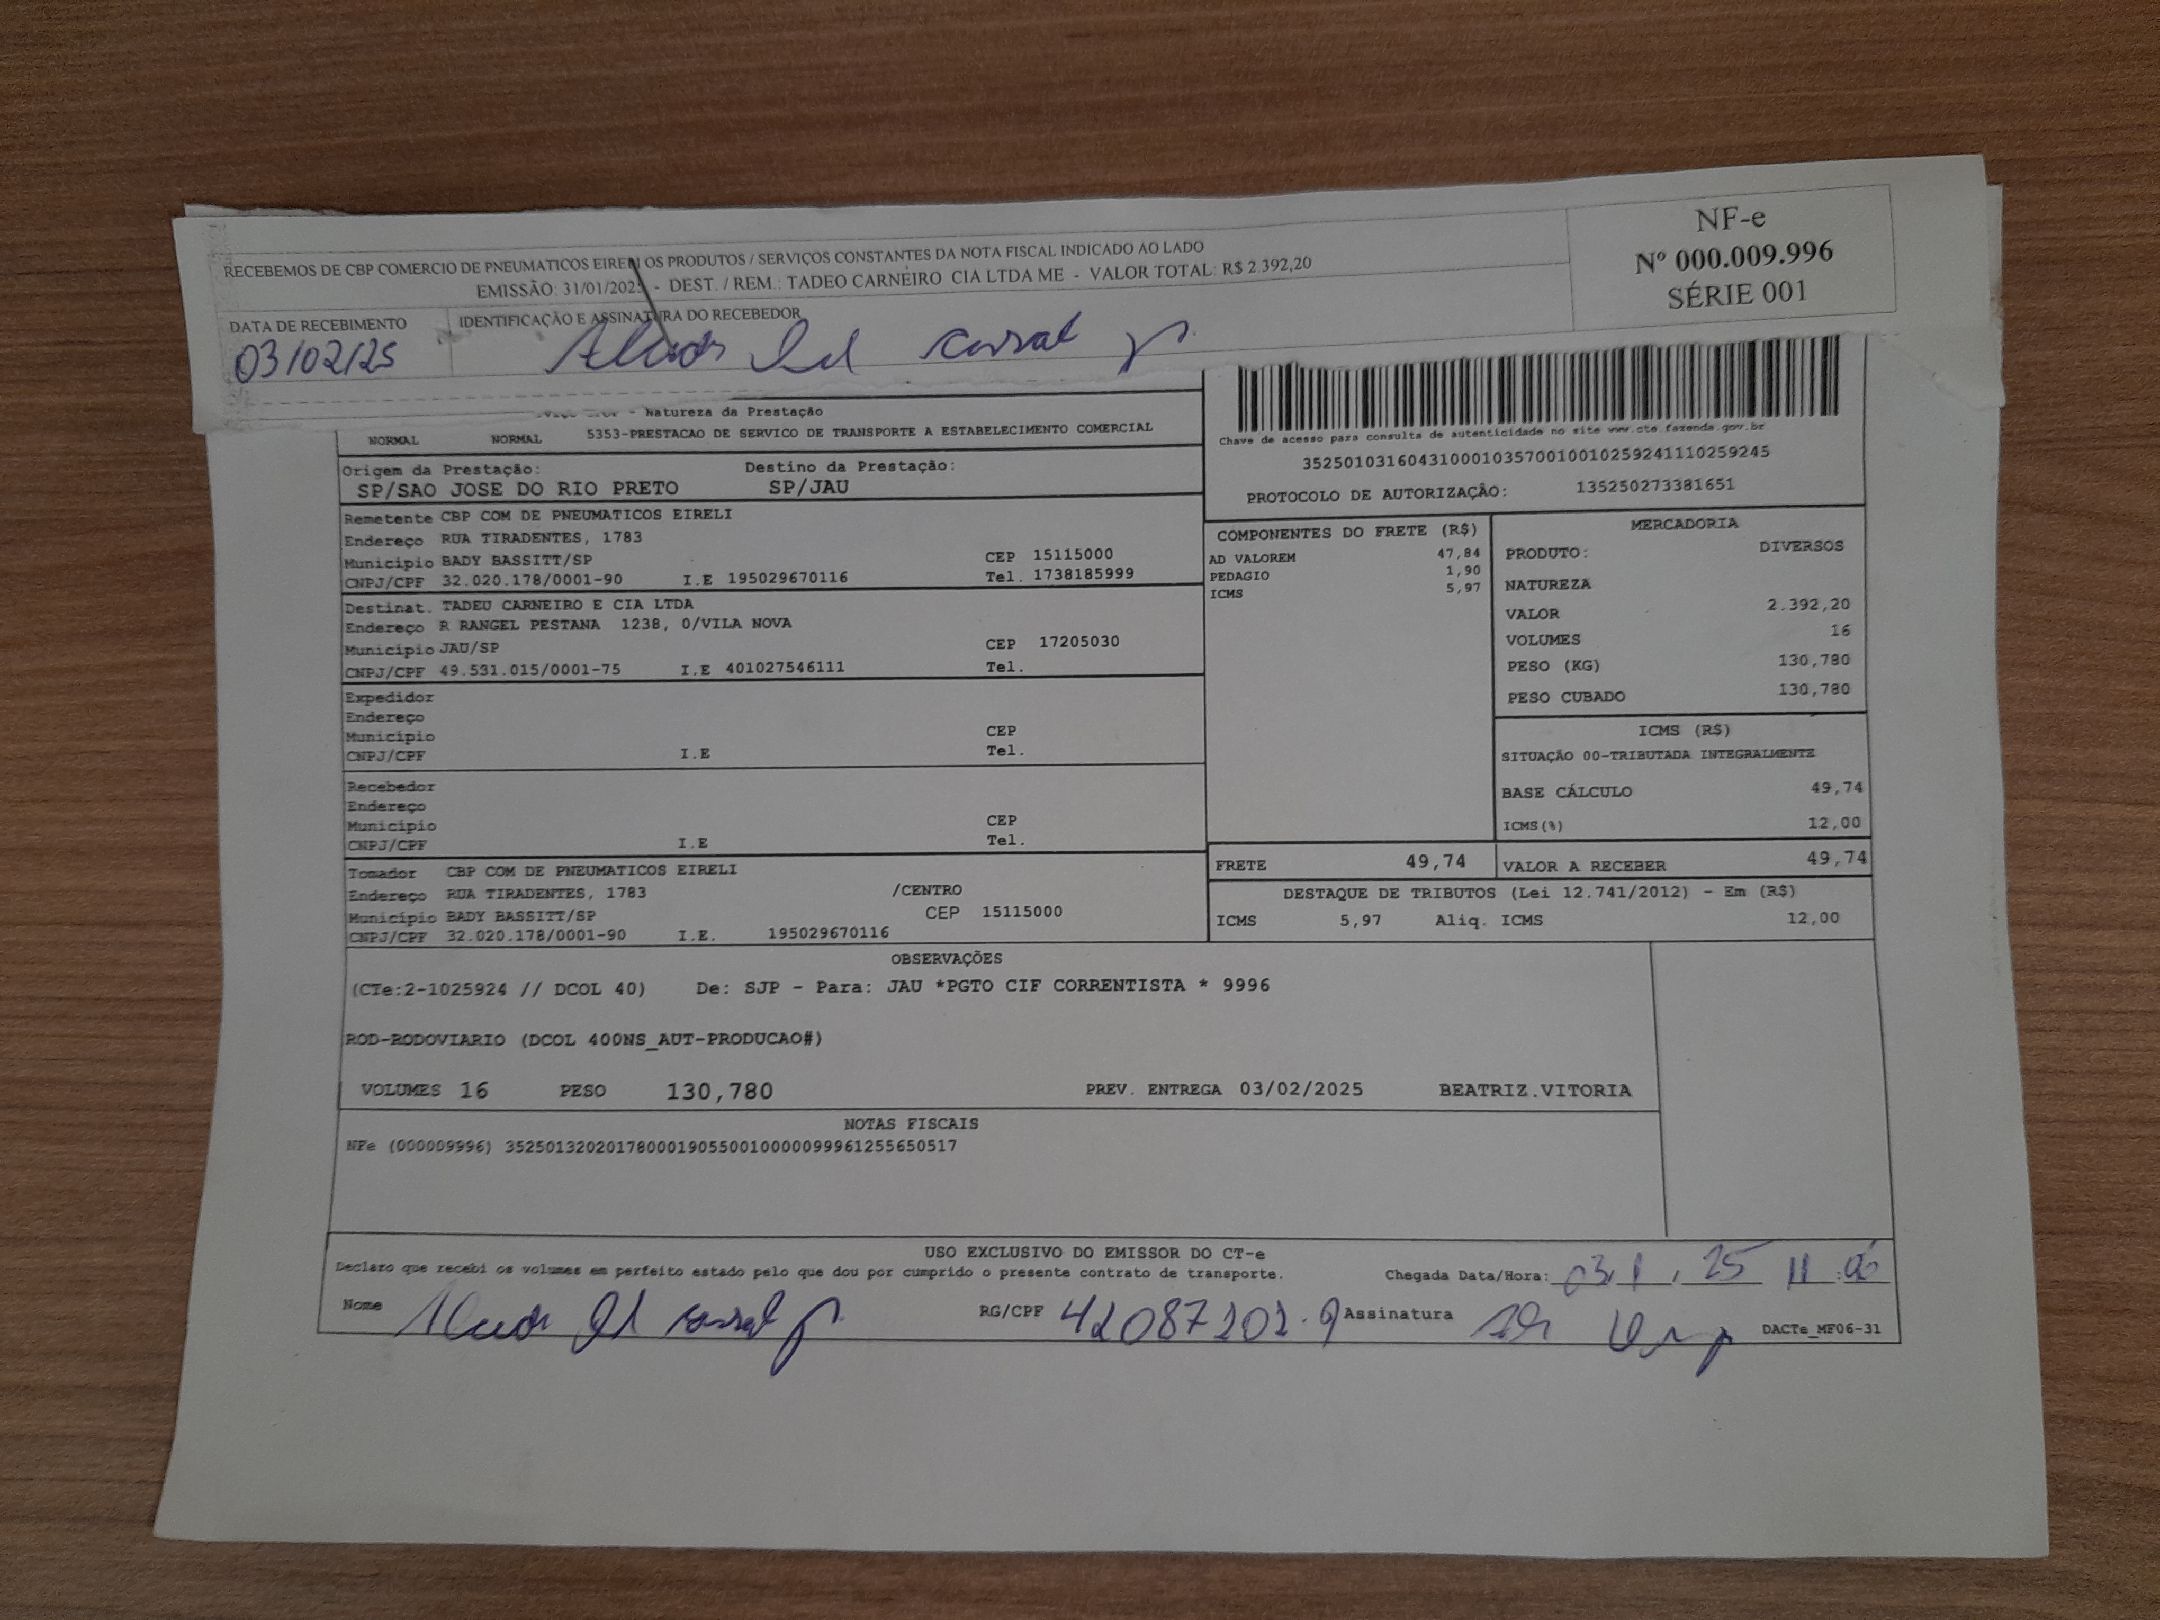 RECEBEMOS DE CBP COMERCIO DE PNEUMATICOS EIRELI OS PRODUTOS / SERVIÇOS CONSTANTES DA NOTA FISCAL INDICADO AO LADO
EMISSÃO: 31/01/2025 - DEST. / REM.: TADEO CARNEIRO CIA LTDA ME - VALOR TOTAL: R$ 2.392,20
NF-e
Nº 000.009.996
SÉRIE 001
DATA DE RECEBIMENTO
03/02/25
IDENTIFICAÇÃO E ASSINATURA DO RECEBEDOR
- Natureza da Prestação
NORMAL NORMAL 5353-PRESTACAO DE SERVICO DE TRANSPORTE A ESTABELECIMENTO COMERCIAL
Chave de acesso para consulta de autenticidade no site www.cte.fazenda.gov.br
35250103160431000103570010010259241110259245
PROTOCOLO DE AUTORIZAÇÃO: 135250273381651
Origem da Prestação: Destino da Prestação:
SP/SAO JOSE DO RIO PRETO SP/JAU
Remetente CBP COM DE PNEUMATICOS EIRELI
Endereço RUA TIRADENTES, 1783
Município BADY BASSITT/SP CEP 15115000
CNPJ/CPF 32.020.178/0001-90 I.E 195029670116 Tel. 1738185999
Destinat. TADEU CARNEIRO E CIA LTDA
Endereço R RANGEL PESTANA 1238, 0/VILA NOVA
Município JAU/SP CEP 17205030
CNPJ/CPF 49.531.015/0001-75 I.E 401027546111 Tel.
Expedidor
Endereço
Município CEP
CNPJ/CPF I.E Tel.
Recebedor
Endereço
Município CEP
CNPJ/CPF I.E Tel.
Tomador CBP COM DE PNEUMATICOS EIRELI
Endereço RUA TIRADENTES, 1783 /CENTRO
Município BADY BASSITT/SP CEP 15115000
CNPJ/CPF 32.020.178/0001-90 I.E. 195029670116
COMPONENTES DO FRETE (R$)
AD VALOREM 47,84
PEDAGIO 1,90
ICMS 5,97
MERCADORIA
PRODUTO: DIVERSOS
NATUREZA
VALOR 2.392,20
VOLUMES 16
PESO (KG) 130,780
PESO CUBADO 130,780
ICMS (R$)
SITUAÇÃO 00-TRIBUTADA INTEGRALMENTE
BASE CÁLCULO 49,74
ICMS(%) 12,00
FRETE 49,74 VALOR A RECEBER 49,74
DESTAQUE DE TRIBUTOS (Lei 12.741/2012) - Em (R$)
ICMS 5,97 Aliq. ICMS 12,00
OBSERVAÇÕES
(CTe:2-1025924 // DCOL 40) De: SJP - Para: JAU *PGTO CIF CORRENTISTA * 9996
ROD-RODOVIARIO (DCOL 400NS_AUT-PRODUCAO#)
VOLUMES 16 PESO 130,780 PREV. ENTREGA 03/02/2025 BEATRIZ.VITORIA
NOTAS FISCAIS
NFe (000009996) 35250132020178000190550010000099961255650517
USO EXCLUSIVO DO EMISSOR DO CT-e
Declaro que recebi os volumes em perfeito estado pelo que dou por cumprido o presente contrato de transporte. Chegada Data/Hora: 03 25 11:
Nome RG/CPF Assinatura DACTe_MF06-31